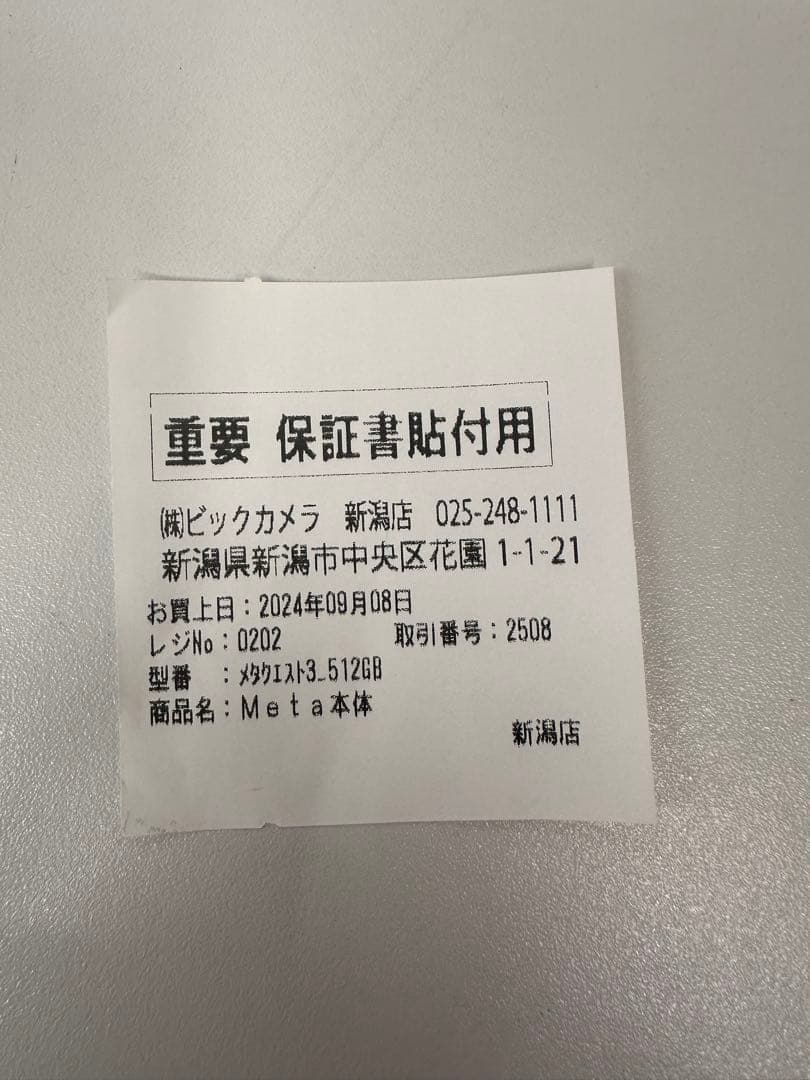 重要 保証書貼付用
㈱ビックカメラ 新潟店 025-248-1111
新潟県新潟市中央区花園1-1-21
お買上日：2024年09月08日
レジNo：0202 取引番号：2508
型番 ：ﾒﾀｸｴｽﾄ3_512GB
商品名：Ｍｅｔａ本体
新潟店